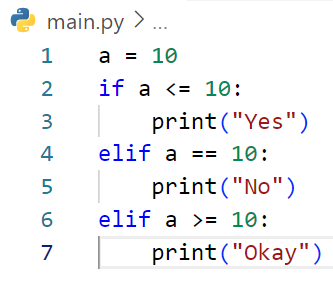 main.py > ...
1 a = 10
2 if a <= 10:
3     print("Yes")
4 elif a == 10:
5     print("No")
6 elif a >= 10:
7     print("Okay")